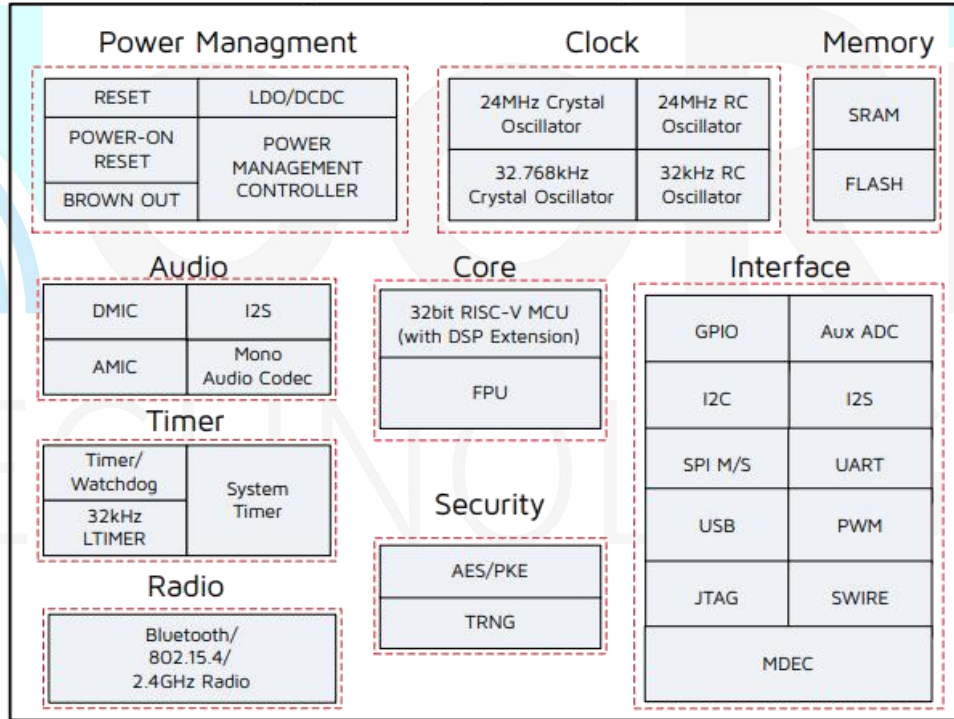 Power Managment
RESET
LDO/DCDC
POWER-ON
RESET
POWER
MANAGEMENT
CONTROLLER
BROWN OUT
Clock
24MHz Crystal
Oscillator
24MHz RC
Oscillator
32.768kHz
Crystal Oscillator
32kHz RC
Oscillator
Memory
SRAM
FLASH
Audio
DMIC
I2S
AMIC
Mono
Audio Codec
Core
32bit RISC-V MCU
(with DSP Extension)
FPU
Interface
GPIO
Aux ADC
I2C
I2S
SPI M/S
UART
USB
PWM
JTAG
SWIRE
MDEC
Timer
Timer/
Watchdog
System
Timer
32kHz
LTIMER
Security
AES/PKE
TRNG
Radio
Bluetooth/
802.15.4/
2.4GHz Radio